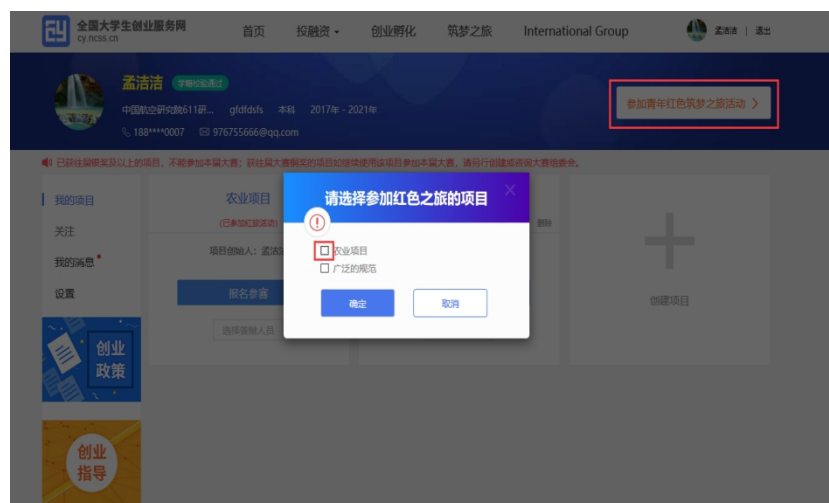 全国大学生创业服务网
cy.ncss.cn
首页 投融资 创业孵化 筑梦之旅 International Group 孟洁洁 | 退出
孟洁洁 学籍校验通过
中国航空研究院611研... gfdfdsfs 本科 2017年 - 2021年
188****0007 976755666@qq.com
参加青年红色筑梦之旅活动
已获往届银奖及以上的项目，不能参加本届大赛；获往届大赛铜奖的项目如继续使用该项目参加本届大赛，请另行创建或咨询大赛组委会。
我的项目
关注
我的消息
设置
农业项目
(已参加红旅活动)
项目创始人：孟洁
报名参赛
选择答辩人员
删除
请选择参加红色之旅的项目
农业项目
广泛的规范
确定 取消
创建项目
创业
政策
创业
指导